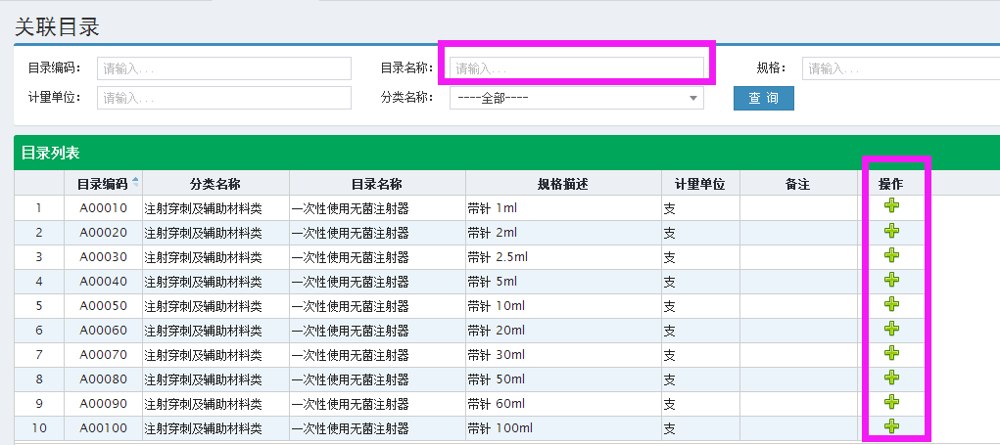 关联目录
目录编码： 请输入... 目录名称： 请输入... 规格： 请输入...
计量单位： 请输入... 分类名称： ----全部---- 查 询
目录列表
目录编码 分类名称 目录名称 规格描述 计量单位 备注 操作
1 A00010 注射穿刺及辅助材料类 一次性使用无菌注射器 带针 1ml 支
2 A00020 注射穿刺及辅助材料类 一次性使用无菌注射器 带针 2ml 支
3 A00030 注射穿刺及辅助材料类 一次性使用无菌注射器 带针 2.5ml 支
4 A00040 注射穿刺及辅助材料类 一次性使用无菌注射器 带针 5ml 支
5 A00050 注射穿刺及辅助材料类 一次性使用无菌注射器 带针 10ml 支
6 A00060 注射穿刺及辅助材料类 一次性使用无菌注射器 带针 20ml 支
7 A00070 注射穿刺及辅助材料类 一次性使用无菌注射器 带针 30ml 支
8 A00080 注射穿刺及辅助材料类 一次性使用无菌注射器 带针 50ml 支
9 A00090 注射穿刺及辅助材料类 一次性使用无菌注射器 带针 60ml 支
10 A00100 注射穿刺及辅助材料类 一次性使用无菌注射器 带针 100ml 支